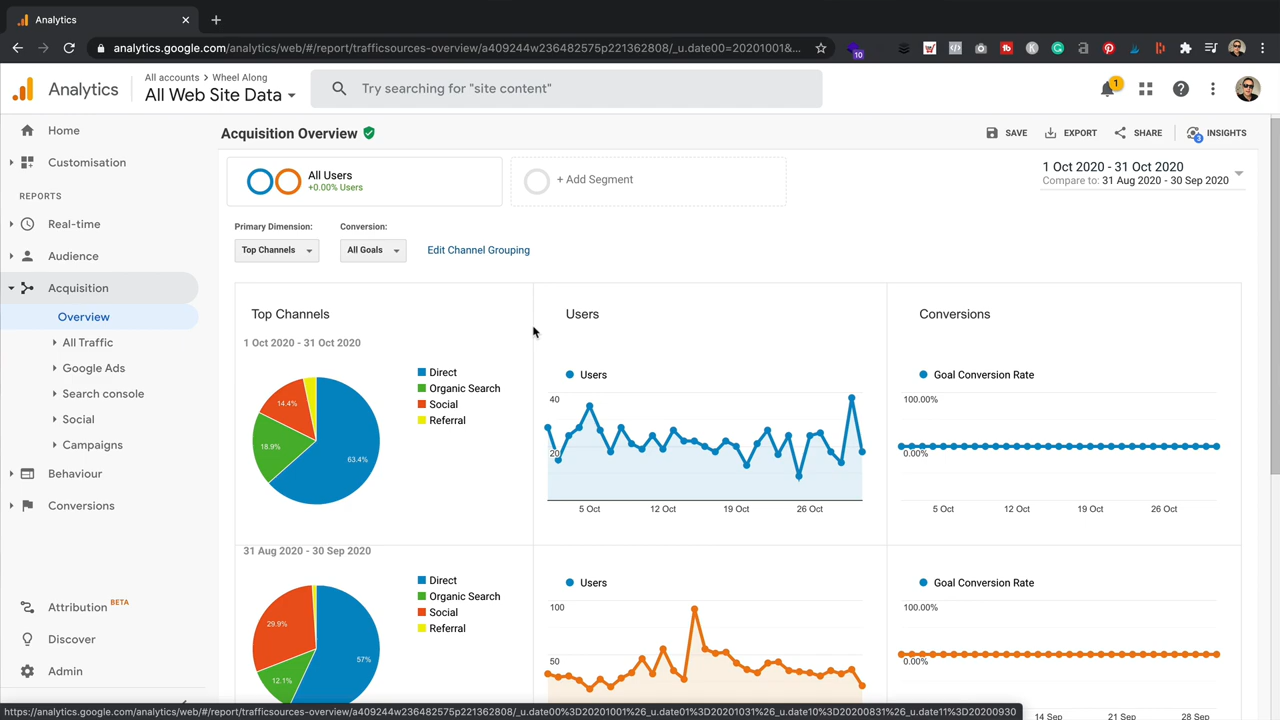 Analytics
analytics.google.com/analytics/web/#/report/trafficsources-overview/a409244w236482575p221362808/_u.date00=20201001&...
10
Analytics
All accounts > Wheel Along
All Web Site Data
Try searching for "site content"
1
Home
Customisation
REPORTS
Real-time
Audience
Acquisition
Overview
All Traffic
Google Ads
Search console
Social
Campaigns
Behaviour
Conversions
Attribution BETA
Discover
Admin
Acquisition Overview
SAVE
EXPORT
SHARE
3
INSIGHTS
All Users
+0.00% Users
+ Add Segment
1 Oct 2020 - 31 Oct 2020
Compare to: 31 Aug 2020 - 30 Sep 2020
Primary Dimension:
Conversion:
Top Channels
All Goals
Edit Channel Grouping
Top Channels
1 Oct 2020 - 31 Oct 2020
14.4%
18.9%
63.4%
Direct
Organic Search
Social
Referral
Users
Users
40
20
5 Oct
12 Oct
19 Oct
26 Oct
Conversions
Goal Conversion Rate
100.00%
0.00%
5 Oct
12 Oct
19 Oct
26 Oct
31 Aug 2020 - 30 Sep 2020
29.9%
12.1%
57%
Direct
Organic Search
Social
Referral
Users
100
50
Goal Conversion Rate
100.00%
0.00%
14 Sep
21 Sep
28 Sep
https://analytics.google.com/analytics/web/#/report/trafficsources-overview/a409244w236482575p221362808/_u.date00%3D20201001%26_u.date01%3D20201031%26_u.date10%3D20200831%26_u.date11%3D20200930